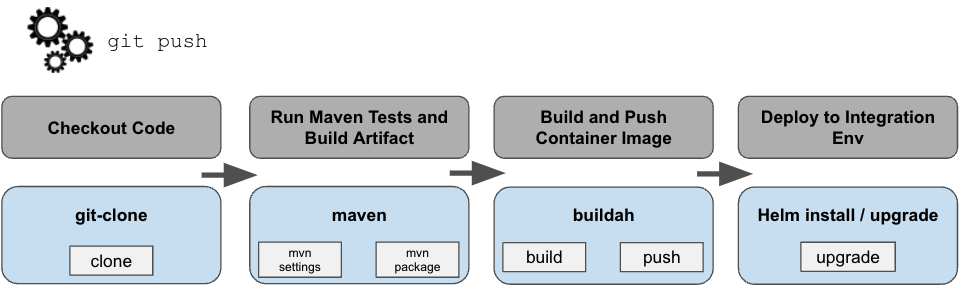 git push
Checkout Code
Run Maven Tests and
Build Artifact
Build and Push
Container Image
Deploy to Integration
Env
git-clone
clone
maven
mvn
settings
mvn
package
buildah
build
push
Helm install / upgrade
upgrade